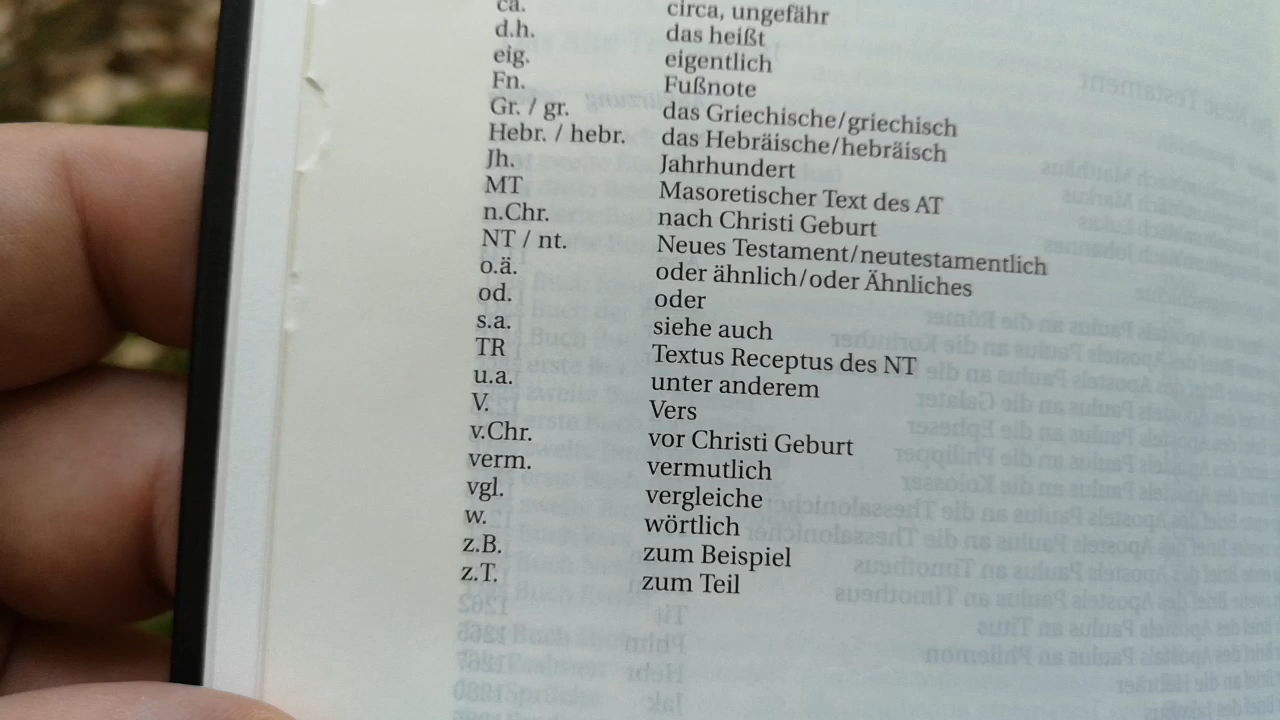 ca. circa, ungefähr
d.h. das heißt
eig. eigentlich
Fn. Fußnote
Gr. / gr. das Griechische/griechisch
Hebr. / hebr. das Hebräische/hebräisch
Jh. Jahrhundert
MT Masoretischer Text des AT
n.Chr. nach Christi Geburt
NT / nt. Neues Testament/neutestamentlich
o.ä. oder ähnlich/oder Ähnliches
od. oder
s.a. siehe auch
TR Textus Receptus des NT
u.a. unter anderem
V. Vers
v.Chr. vor Christi Geburt
verm. vermutlich
vgl. vergleiche
w. wörtlich
z.B. zum Beispiel
z.T. zum Teil